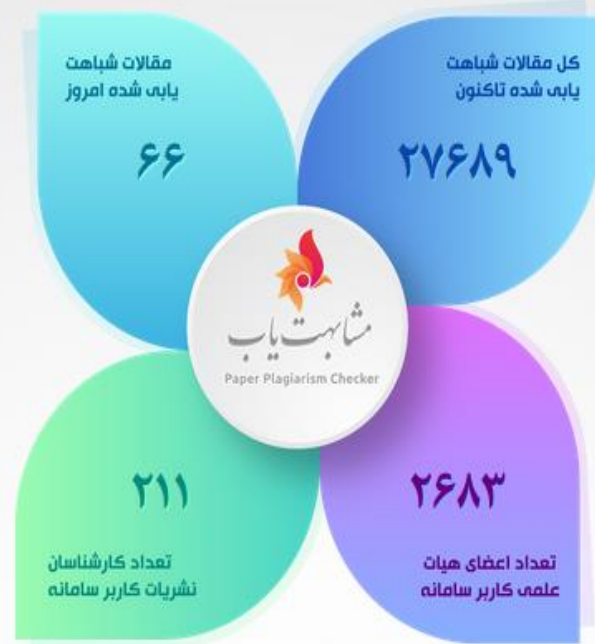 کل مقالات شباهت
یابی شده تاکنون
۲۷۶۸۹
مقالات شباهت
یابی شده امروز
۶۶
مشابهت یاب
Paper Plagiarism Checker
۲۶۸۳
تعداد اعضای هیات
علمی کاربر سامانه
۲۱۱
تعداد کارشناسان
نشریات کاربر سامانه